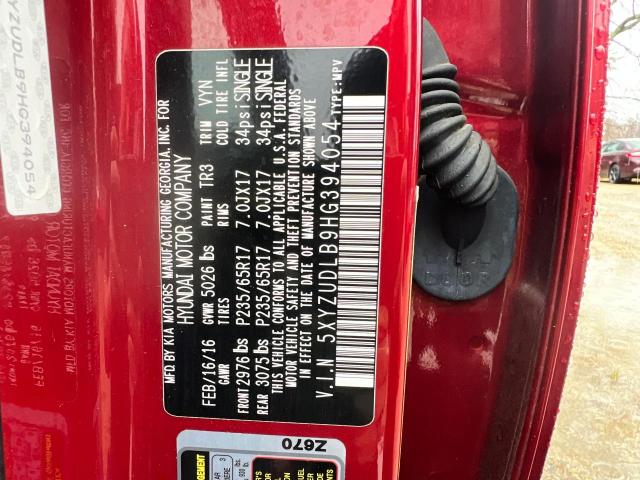 MFD.BY KIA MOTORS MANUFACTURING GEORGIA, INC. FOR
HYUNDAI MOTOR COMPANY
FEB/16/16 GVWR 5026 lbs PAINT TR3 TRIM VYN
GAWR TIRES RIMS COLD TIRE INFL
FRONT 2976 lbs P235/65R17 7.0JX17 34psi SINGLE
REAR 3075 lbs P235/65R17 7.0JX17 34psi SINGLE
THIS VEHICLE CONFORMS TO ALL APPLICABLE U.S.A. FEDERAL
MOTOR VEHICLE SAFETY AND THEFT PREVENTION STANDARDS
IN EFFECT ON THE DATE OF MANUFACTURE SHOWN ABOVE.
V.I.N 5XYZUDLB9HG394054 TYPE:MPV
Z670